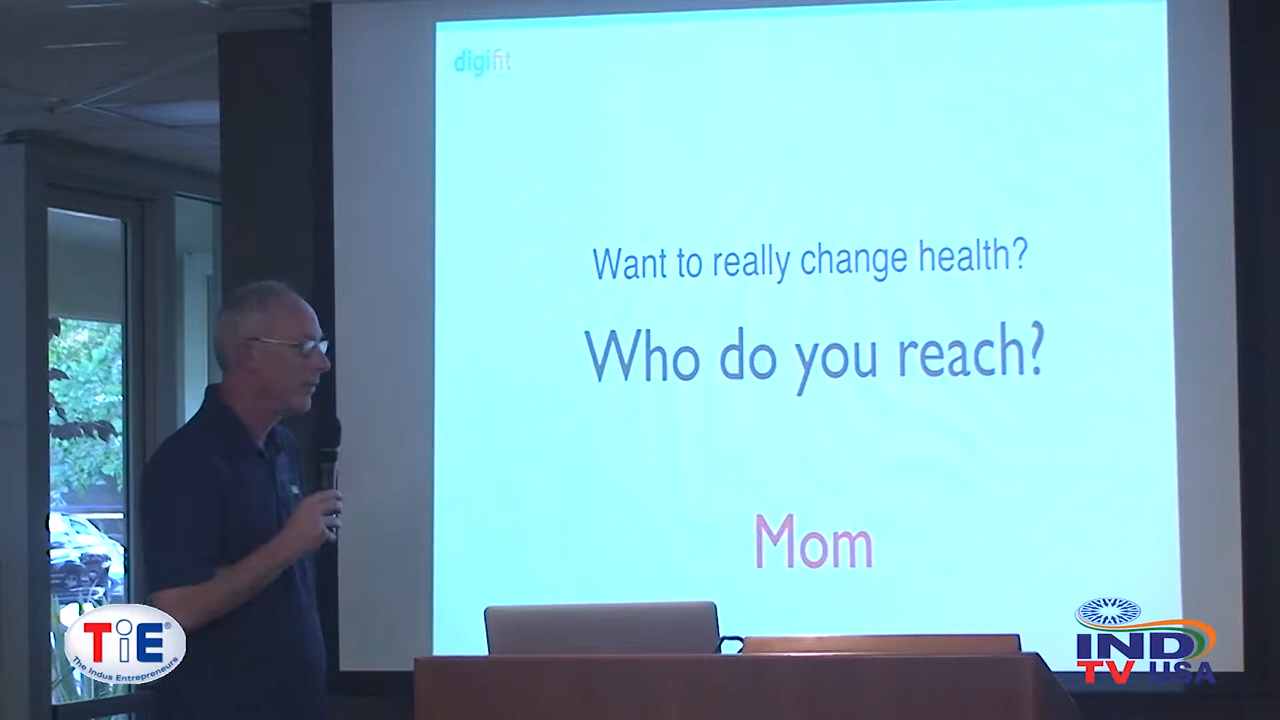 digifit
Want to really change health?
Who do you reach?
Mom
TiE®
The Indus Entrepreneurs
IND
TV USA